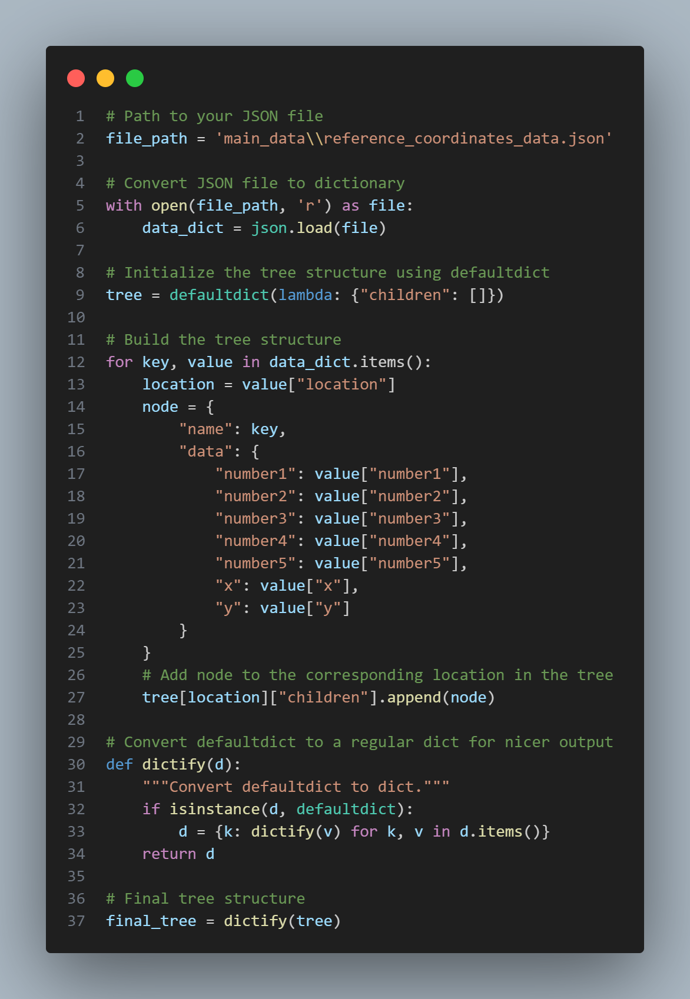 1 # Path to your JSON file
2 file_path = 'main_data\\reference_coordinates_data.json'
3
4 # Convert JSON file to dictionary
5 with open(file_path, 'r') as file:
6     data_dict = json.load(file)
7
8 # Initialize the tree structure using defaultdict
9 tree = defaultdict(lambda: {"children": []})
10
11 # Build the tree structure
12 for key, value in data_dict.items():
13     location = value["location"]
14     node = {
15         "name": key,
16         "data": {
17             "number1": value["number1"],
18             "number2": value["number2"],
19             "number3": value["number3"],
20             "number4": value["number4"],
21             "number5": value["number5"],
22             "x": value["x"],
23             "y": value["y"]
24         }
25     }
26     # Add node to the corresponding location in the tree
27     tree[location]["children"].append(node)
28
29 # Convert defaultdict to a regular dict for nicer output
30 def dictify(d):
31     """Convert defaultdict to dict."""
32     if isinstance(d, defaultdict):
33         d = {k: dictify(v) for k, v in d.items()}
34     return d
35
36 # Final tree structure
37 final_tree = dictify(tree)